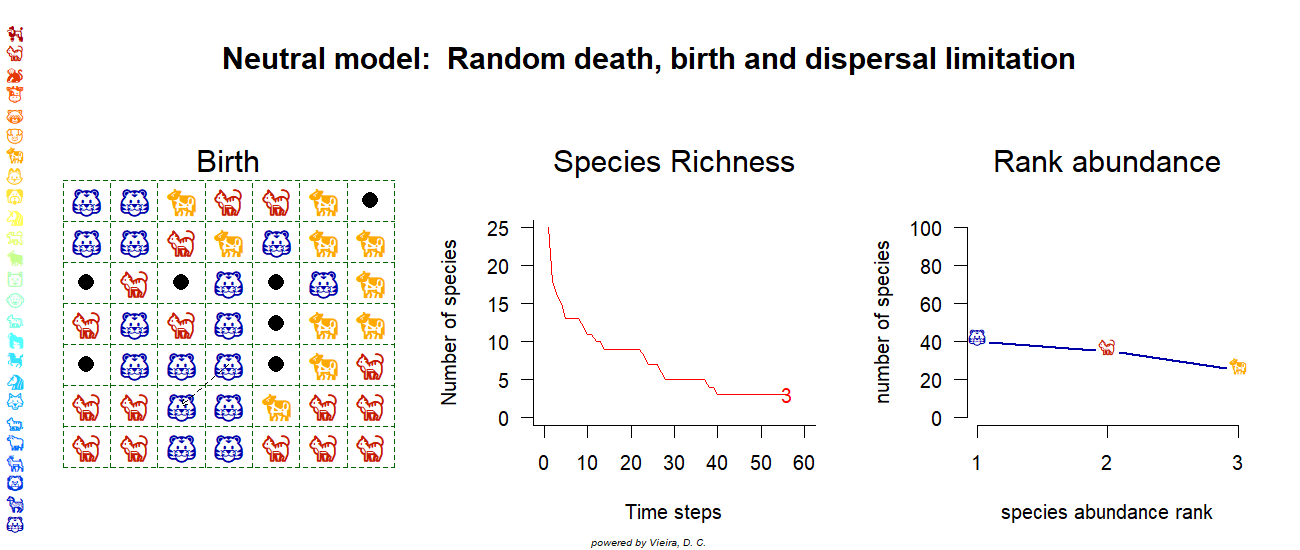 Neutral model:  Random death, birth and dispersal limitation
Birth
Species Richness
Number of species
25
20
15
10
5
0
3
0 10 20 30 40 50 60
Time steps
Rank abundance
number of species
100
80
60
40
20
0
1 2 3
species abundance rank
powered by Vieira, D. C.